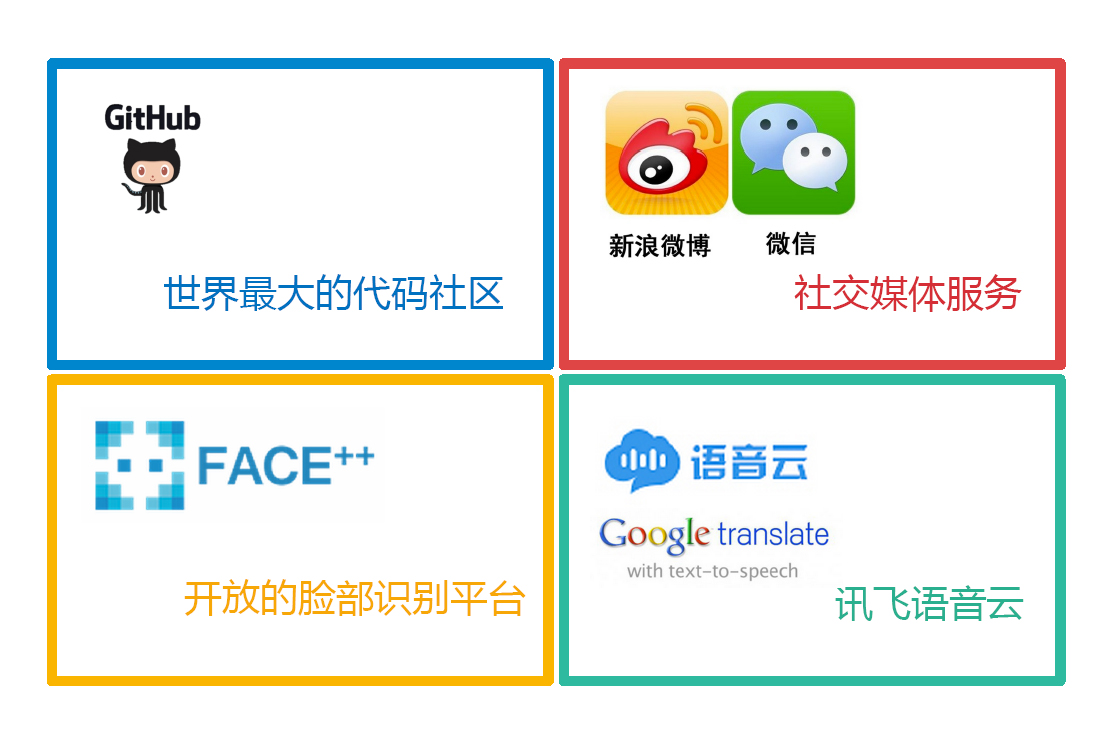 GitHub
世界最大的代码社区
新浪微博
微信
社交媒体服务
FACE++
开放的脸部识别平台
语音云
Google translate
with text-to-speech
讯飞语音云